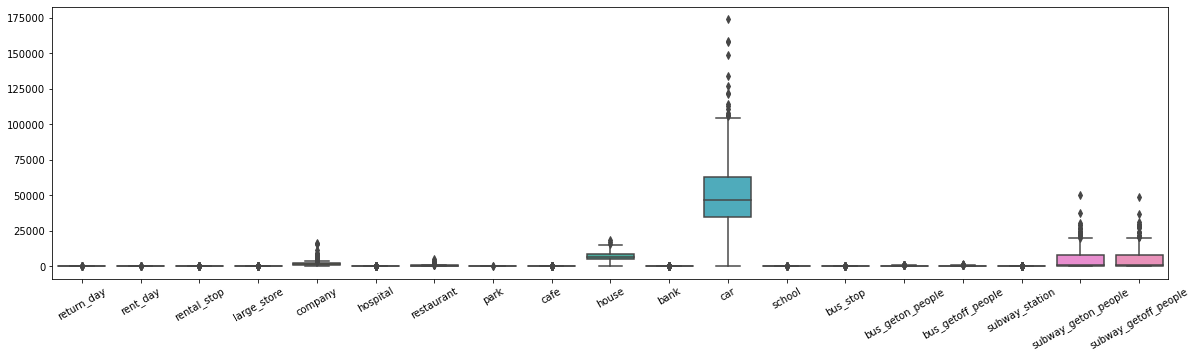 175000
150000
125000
100000
75000
50000
25000
0
return_day
rent_day
rental_stop
large_store
company
hospital
restaurant
park
cafe
house
bank
car
school
bus_stop
bus_geton_people
bus_getoff_people
subway_station
subway_geton_people
subway_getoff_people